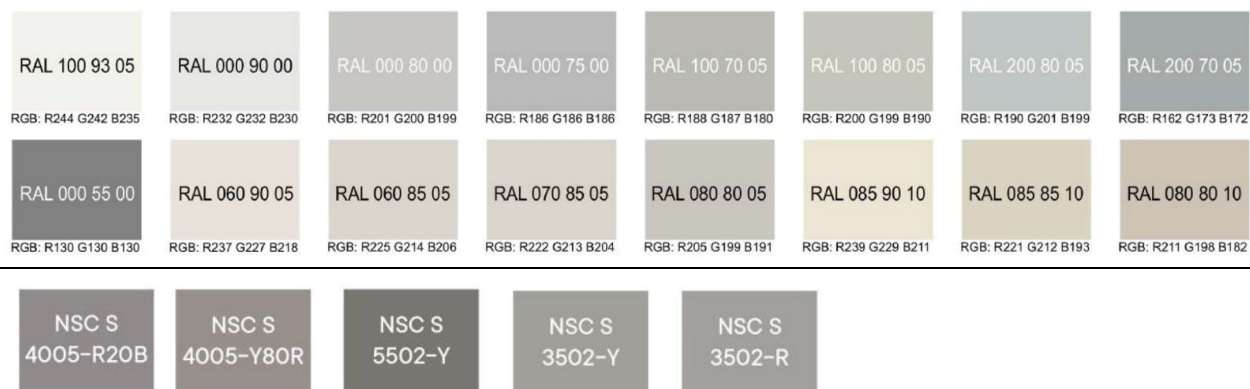 RAL 100 93 05 RAL 000 90 00 RAL 000 80 00 RAL 000 75 00 RAL 100 70 05 RAL 100 80 05 RAL 200 80 05 RAL 200 70 05
RGB: R244 G242 B235 RGB: R232 G232 B230 RGB: R201 G200 B199 RGB: R186 G186 B186 RGB: R188 G187 B180 RGB: R200 G199 B190 RGB: R190 G201 B199 RGB: R162 G173 B172
RAL 000 55 00 RAL 060 90 05 RAL 060 85 05 RAL 070 85 05 RAL 080 80 05 RAL 085 90 10 RAL 085 85 10 RAL 080 80 10
RGB: R130 G130 B130 RGB: R237 G227 B218 RGB: R225 G214 B206 RGB: R222 G213 B204 RGB: R205 G199 B191 RGB: R239 G229 B211 RGB: R221 G212 B193 RGB: R211 G198 B182
NSC S NSC S NSC S NSC S NSC S
4005-R20B 4005-Y80R 5502-Y 3502-Y 3502-R